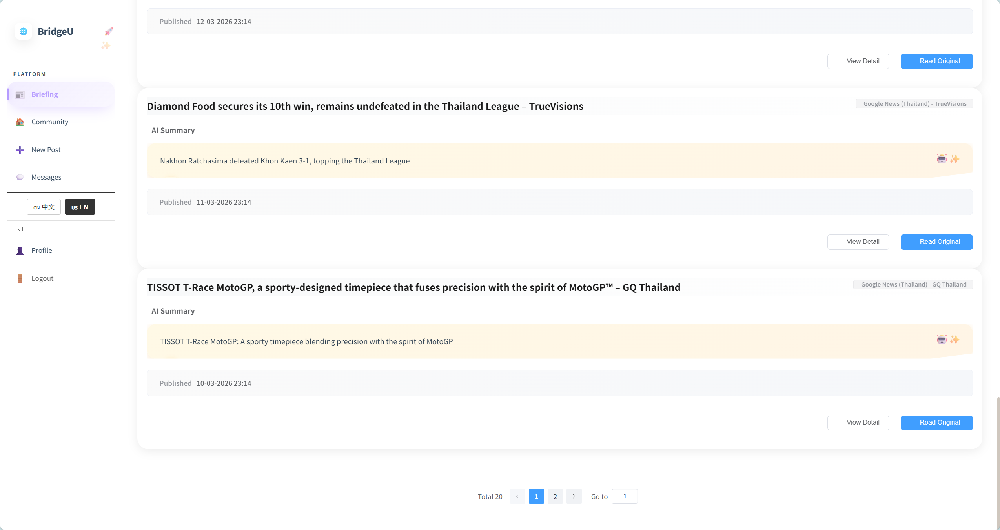 BridgeU
PLATFORM
Briefing
Community
New Post
Messages
CN 中文
US EN
pzylll
Profile
Logout
Published 12-03-2026 23:14
View Detail
Read Original
Diamond Food secures its 10th win, remains undefeated in the Thailand League – TrueVisions
Google News (Thailand) - TrueVisions
AI Summary
Nakhon Ratchasima defeated Khon Kaen 3-1, topping the Thailand League
Published 11-03-2026 23:14
View Detail
Read Original
TISSOT T-Race MotoGP, a sporty-designed timepiece that fuses precision with the spirit of MotoGP™ – GQ Thailand
Google News (Thailand) - GQ Thailand
AI Summary
TISSOT T-Race MotoGP: A sporty timepiece blending precision with the spirit of MotoGP
Published 10-03-2026 23:14
View Detail
Read Original
Total 20
1
2
Go to
1